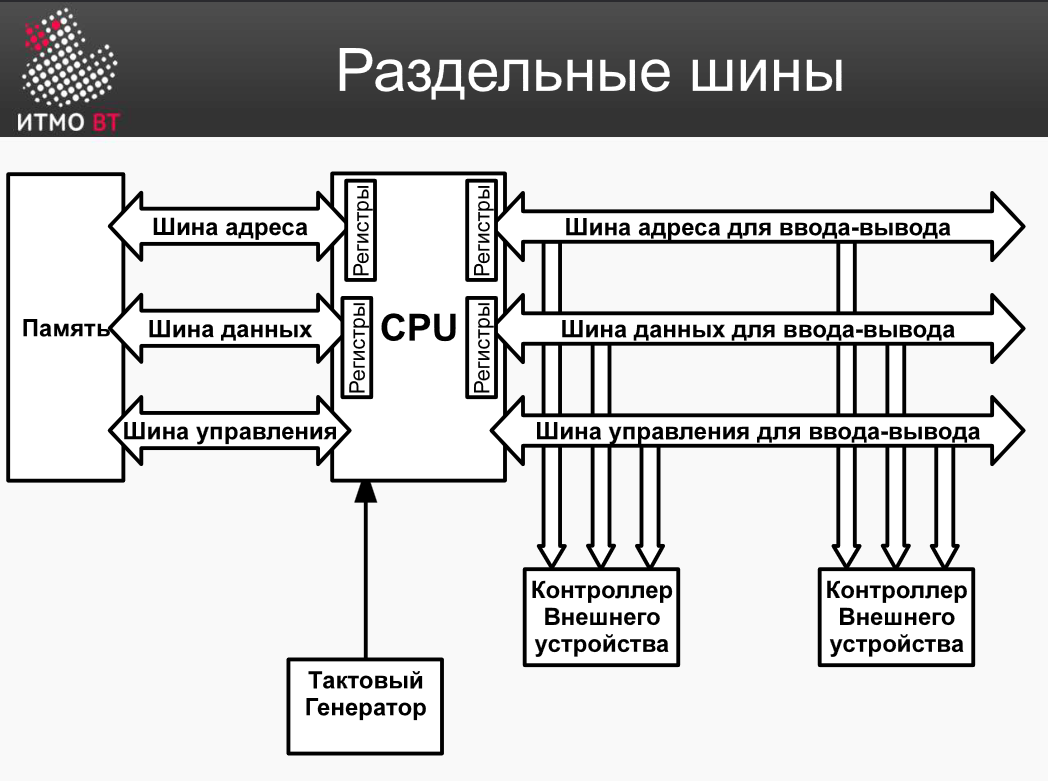 ИТМО ВТ
Раздельные шины
Память
Шина адреса
Шина данных
Шина управления
Регистры
Регистры
Регистры
Регистры
CPU
Шина адреса для ввода-вывода
Шина данных для ввода-вывода
Шина управления для ввода-вывода
Контроллер
Внешнего
устройства
Контроллер
Внешнего
устройства
Тактовый
Генератор